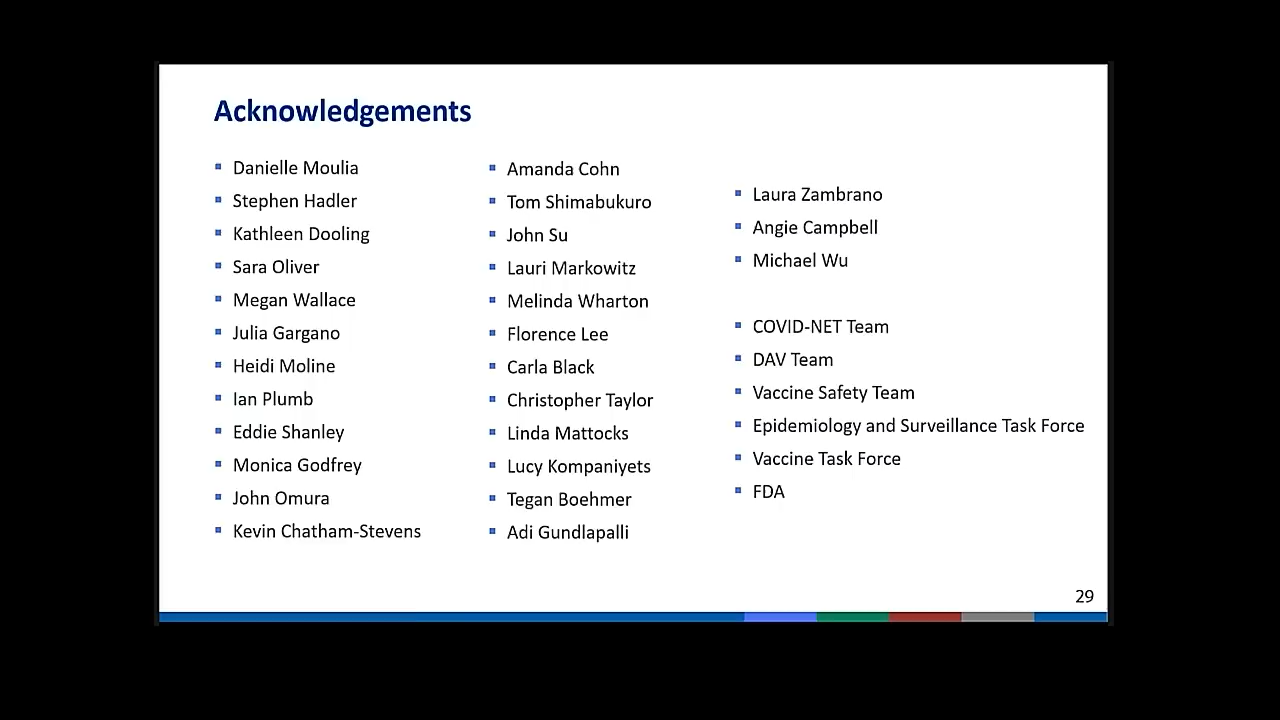 Acknowledgements
Danielle Moulia
Stephen Hadler
Kathleen Dooling
Sara Oliver
Megan Wallace
Julia Gargano
Heidi Moline
Ian Plumb
Eddie Shanley
Monica Godfrey
John Omura
Kevin Chatham-Stevens
Amanda Cohn
Tom Shimabukuro
John Su
Lauri Markowitz
Melinda Wharton
Florence Lee
Carla Black
Christopher Taylor
Linda Mattocks
Lucy Kompaniyets
Tegan Boehmer
Adi Gundlapalli
Laura Zambrano
Angie Campbell
Michael Wu
COVID-NET Team
DAV Team
Vaccine Safety Team
Epidemiology and Surveillance Task Force
Vaccine Task Force
FDA
29